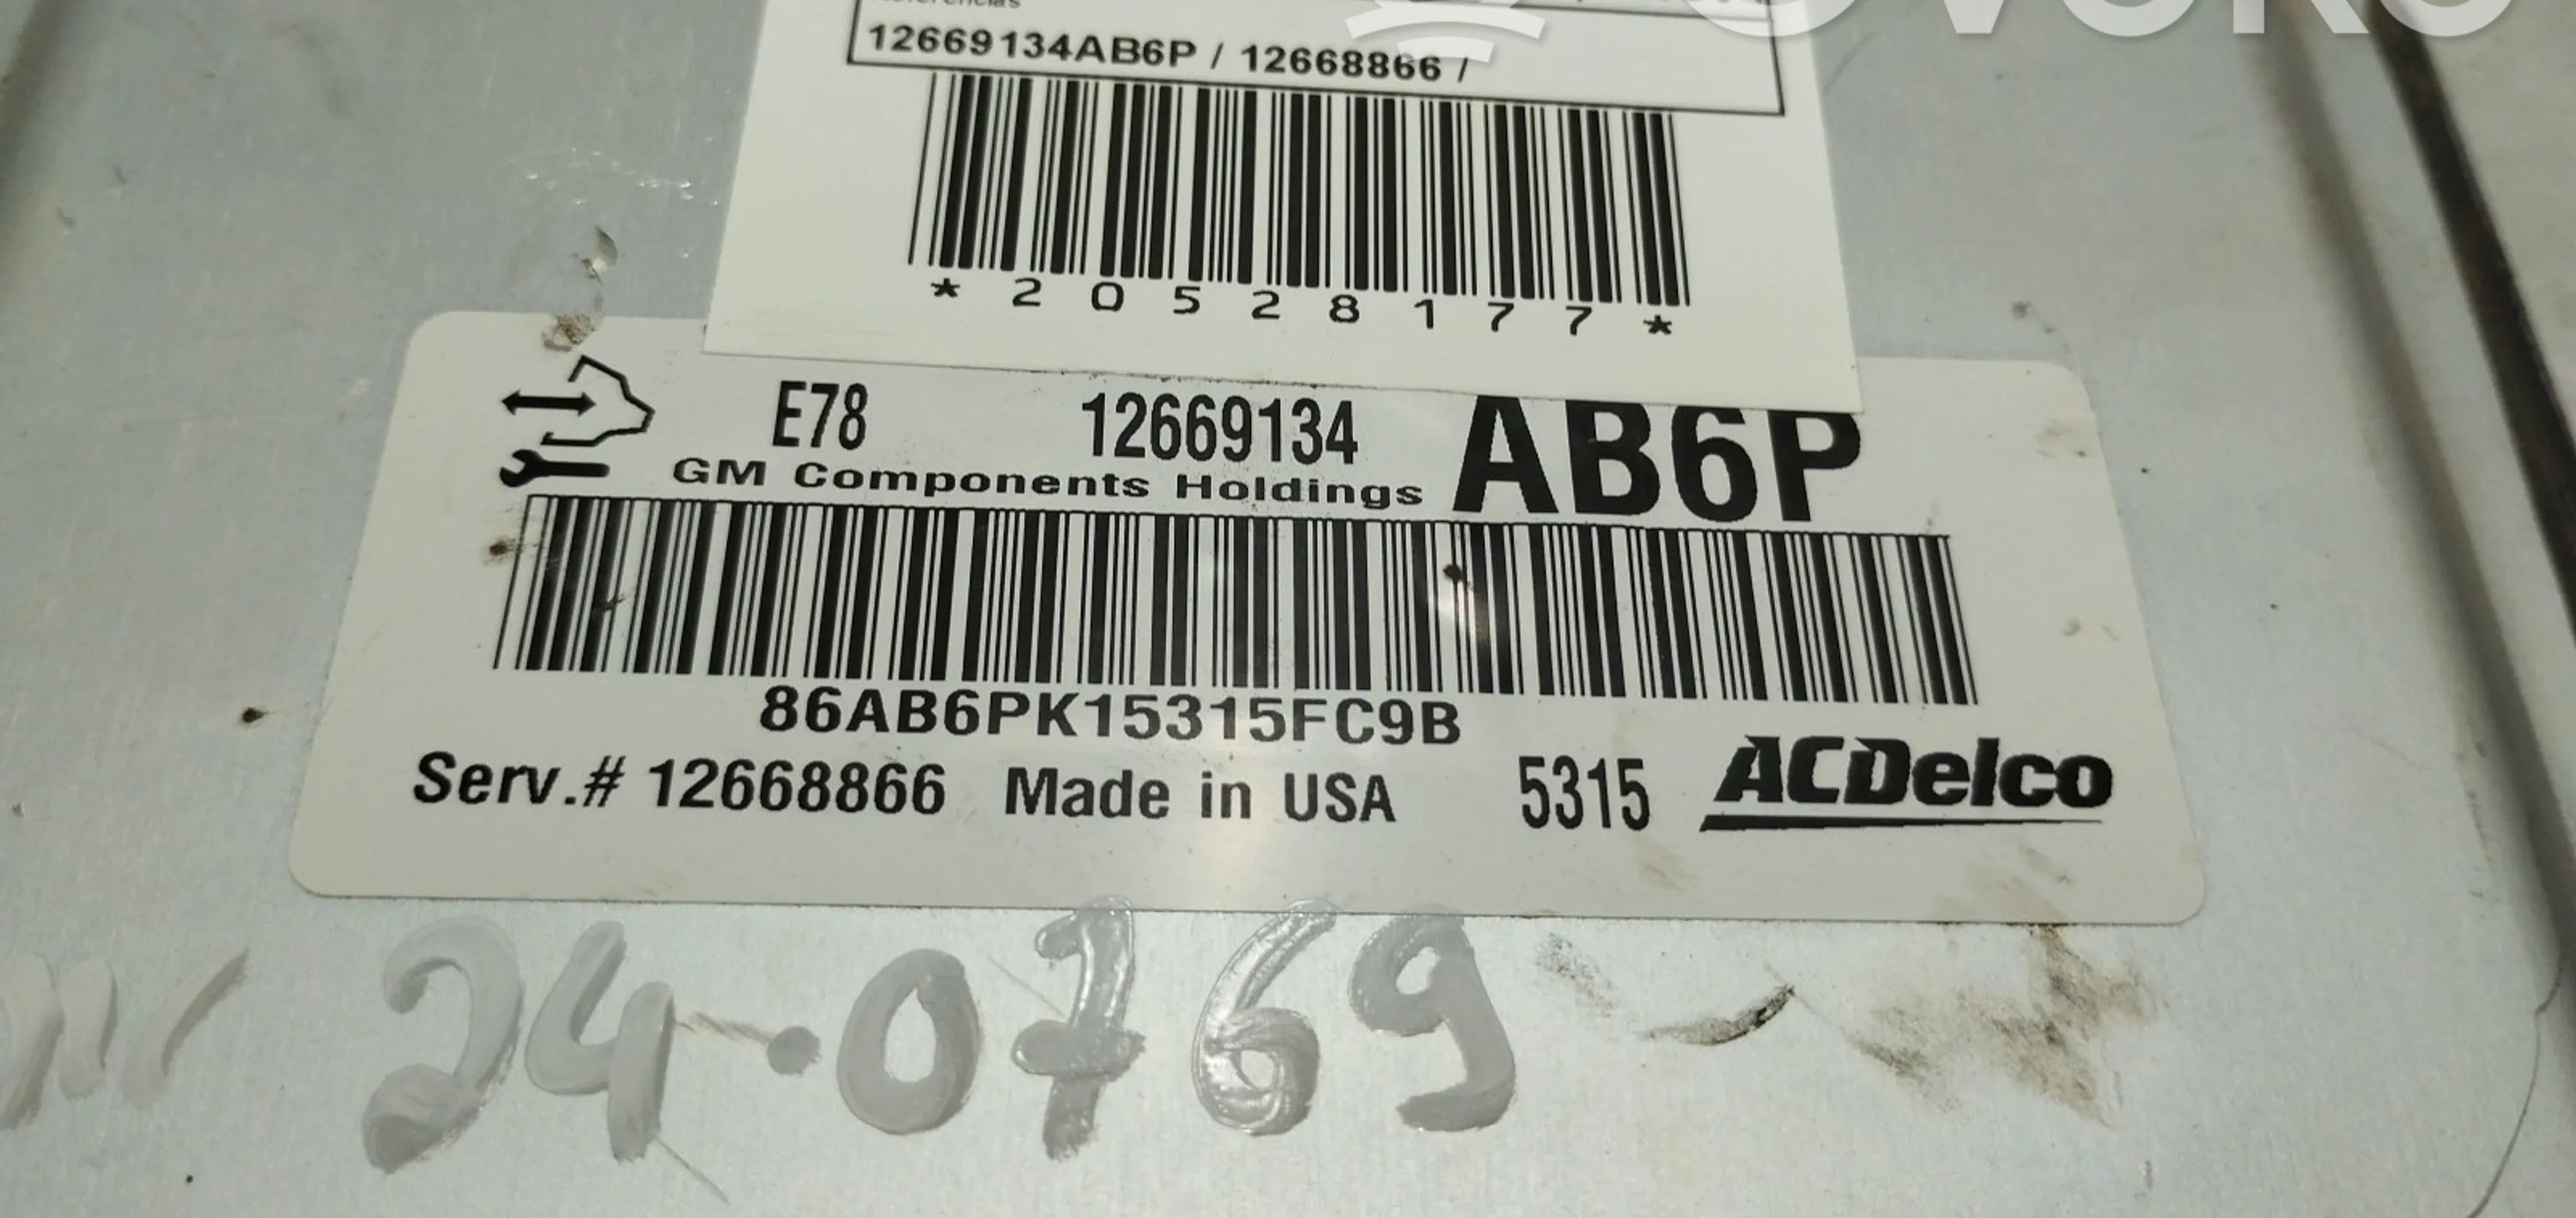 Referencias
12669134AB6P / 12668866 /
*20528177*
E78 12669134 AB6P
GM Components Holdings
86AB6PK15315FC9B
Serv.# 12668866 Made in USA 5315 ACDelco
24-0769